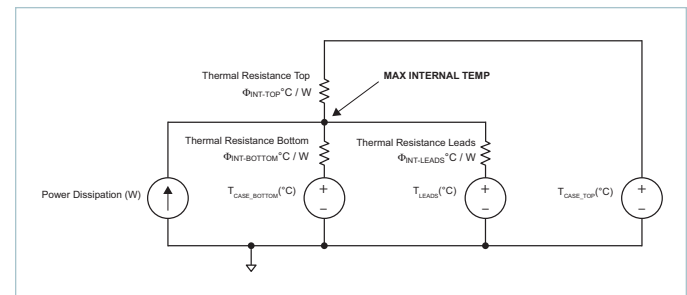 Thermal Resistance Top
ΦINT-TOP°C / W
MAX INTERNAL TEMP
Thermal Resistance Bottom
ΦINT-BOTTOM°C / W
Thermal Resistance Leads
ΦINT-LEADS°C / W
Power Dissipation (W)
TCASE_BOTTOM(°C)
+
–
TLEADS(°C)
+
–
TCASE_TOP(°C)
+
–